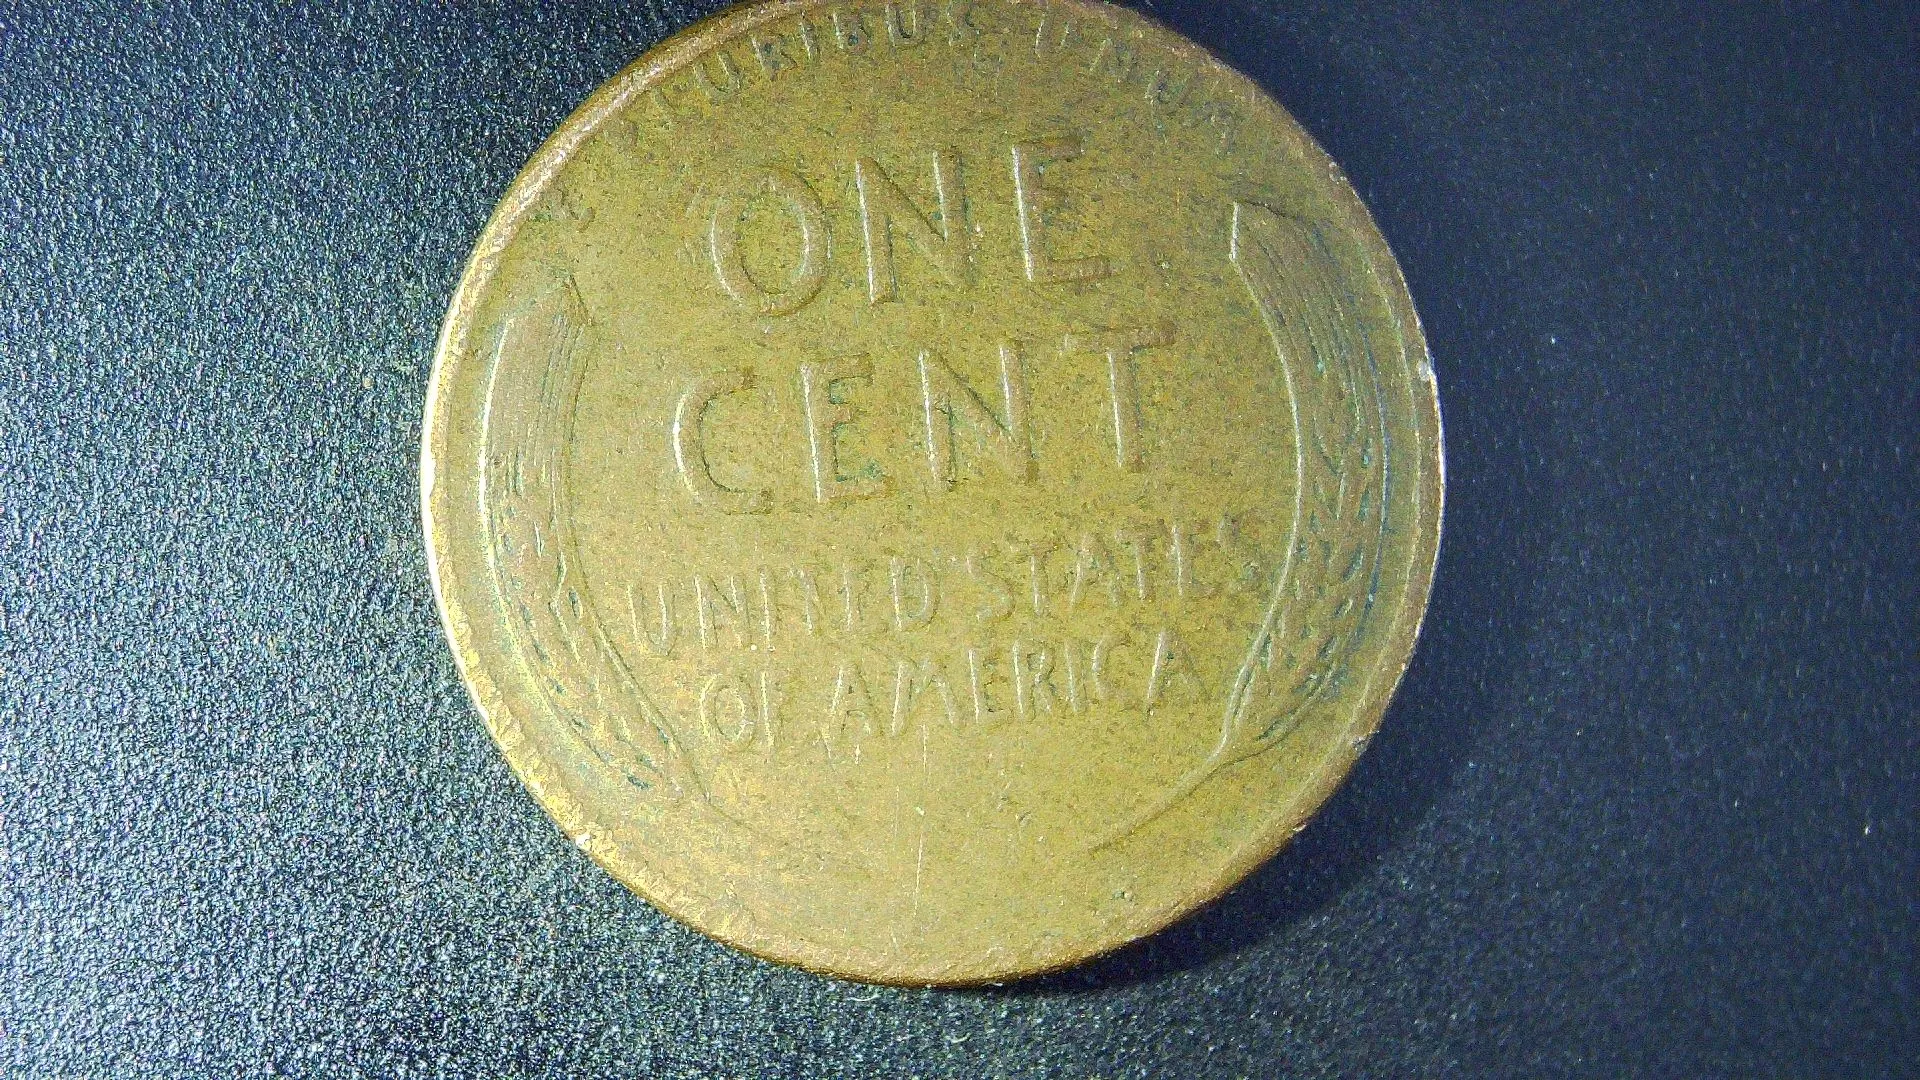 PLURIBUS UNUM
ONE
CENT
UNITED STATES
OF AMERICA